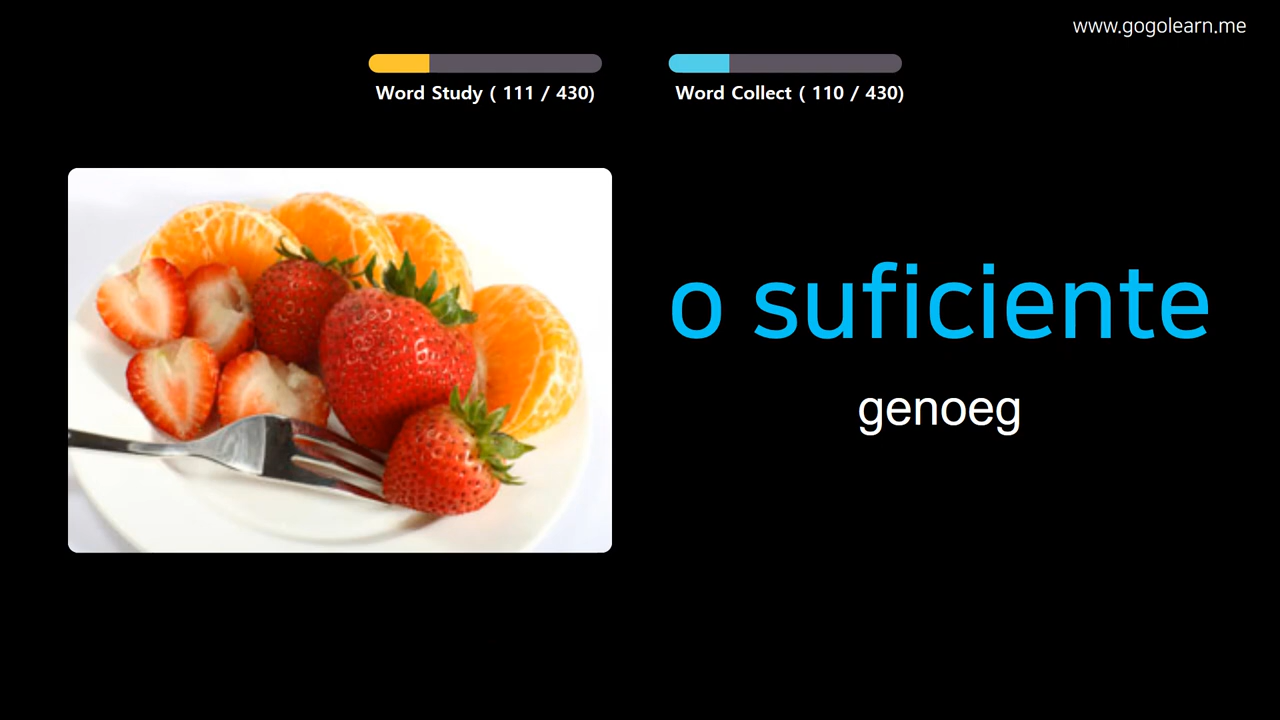 www.gogolearn.me
Word Study ( 111 / 430)
Word Collect ( 110 / 430)
o suficiente
genoeg